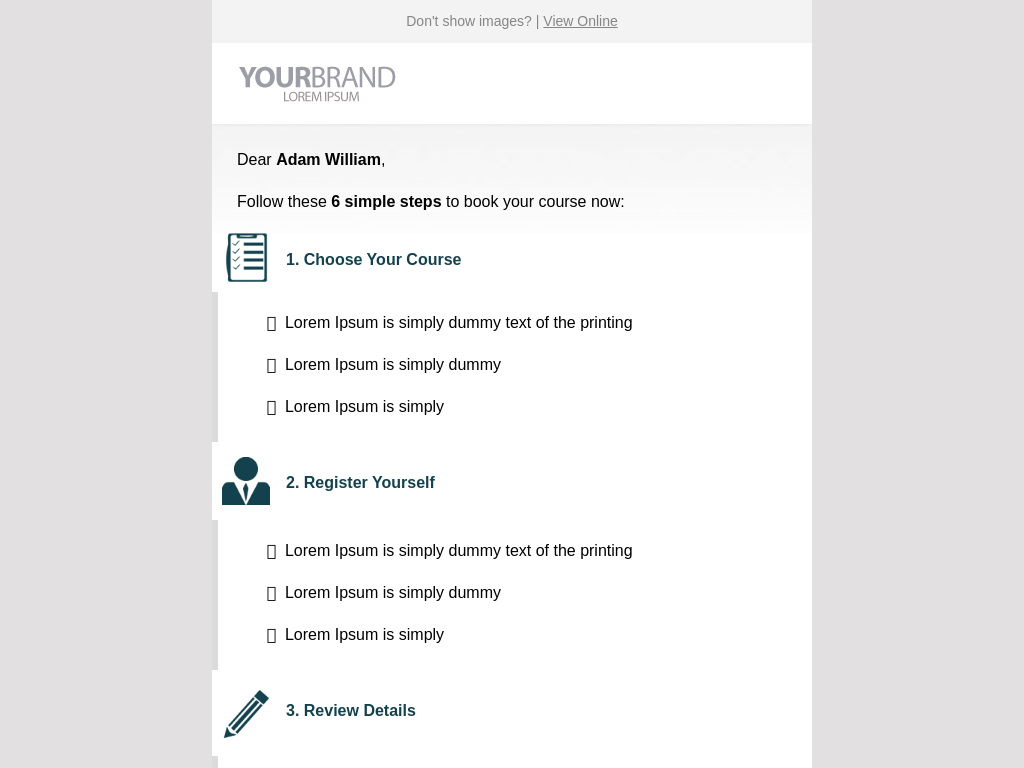 Don't show images? | View Online
YOURBRAND
LOREM IPSUM
Dear Adam William,
Follow these 6 simple steps to book your course now:
1. Choose Your Course
Lorem Ipsum is simply dummy text of the printing
Lorem Ipsum is simply dummy
Lorem Ipsum is simply
2. Register Yourself
Lorem Ipsum is simply dummy text of the printing
Lorem Ipsum is simply dummy
Lorem Ipsum is simply
3. Review Details